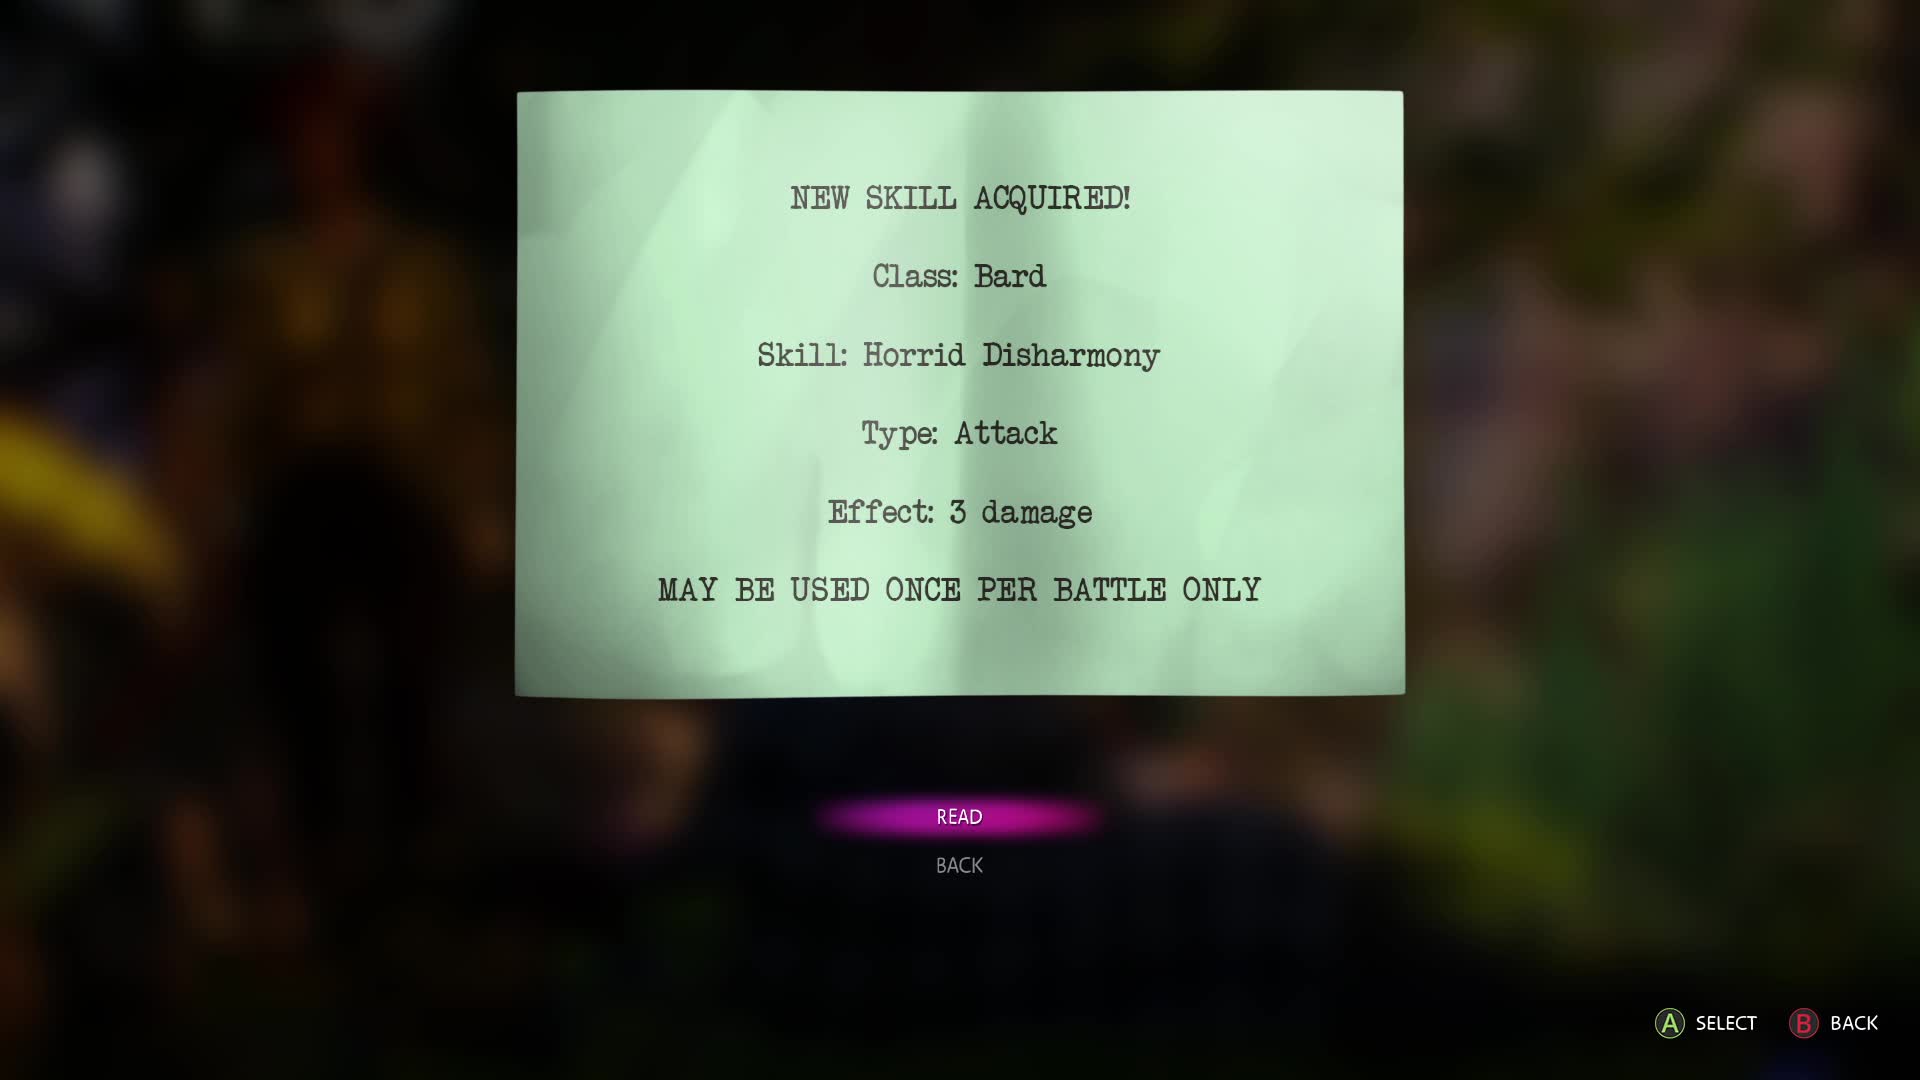 NEW SKILL ACQUIRED!
Class: Bard
Skill: Horrid Disharmony
Type: Attack
Effect: 3 damage
MAY BE USED ONCE PER BATTLE ONLY
READ
BACK
A SELECT B BACK